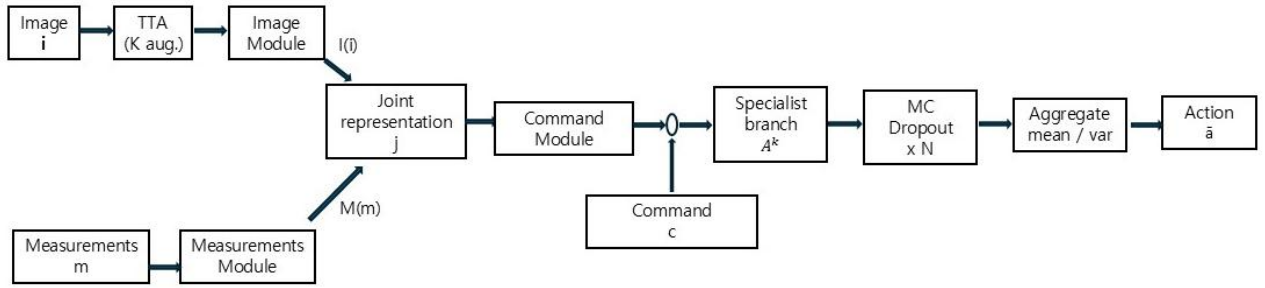 Image
i
TTA
(K aug.)
Image
Module
I(i)
Joint
representation
j
Command
Module
Specialist
branch
Aᵏ
MC
Dropout
x N
Aggregate
mean / var
Action
ā
Command
c
M(m)
Measurements
m
Measurements
Module